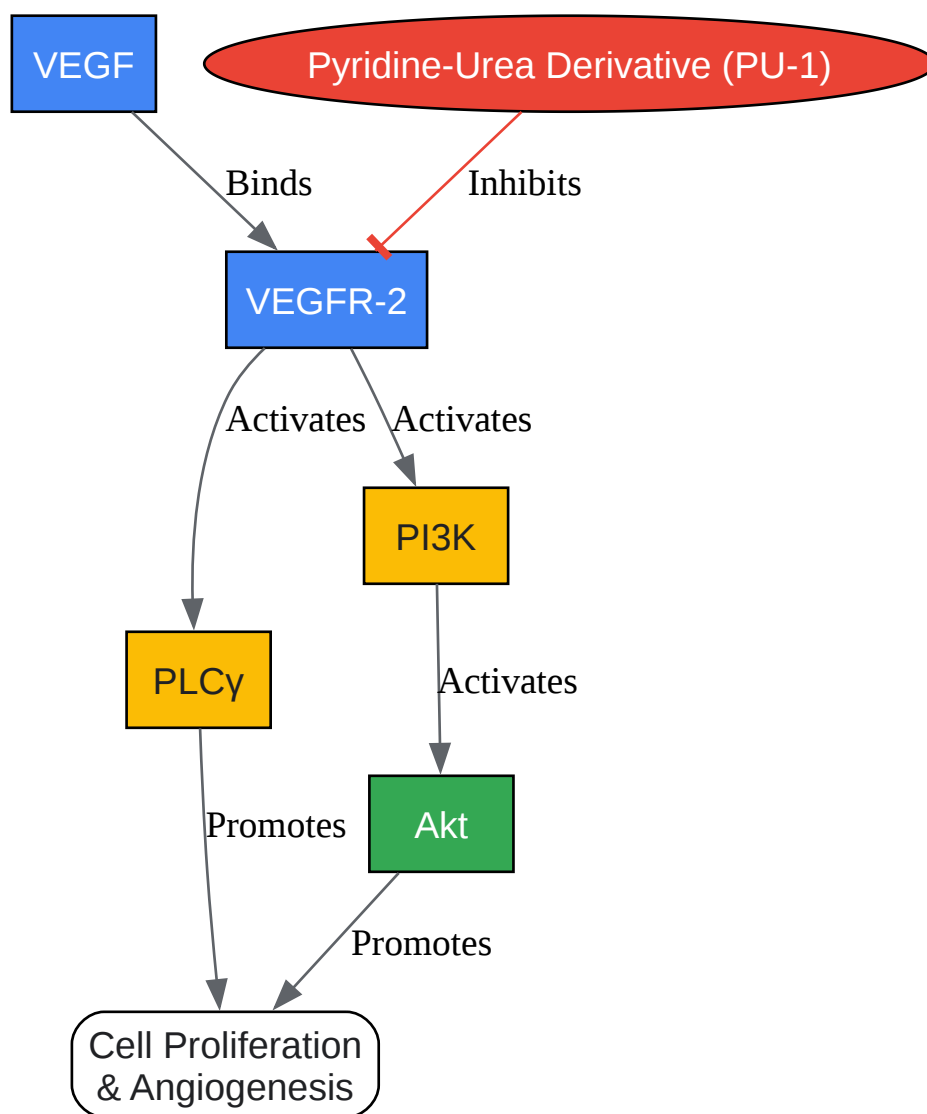 VEGF
Pyridine-Urea Derivative (PU-1)
Binds
Inhibits
VEGFR-2
Activates
Activates
PI3K
PLCγ
Activates
Promotes
Akt
Promotes
Cell Proliferation
& Angiogenesis